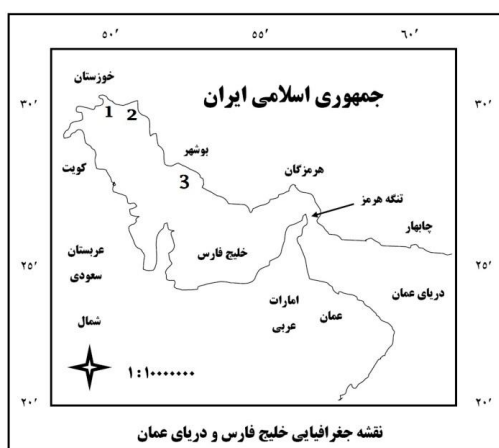 ۵۰′
۵۵′
۶۰′
خوزستان
جمهوری اسلامی ایران
۳۰′
۳۰′
1
2
بوشهر
کویت
3
هرمزگان
تنگه هرمز
چابهار
خلیج فارس
عربستان
سعودی
۲۵′
۲۵′
دریای عمان
امارات
عربی
عمان
شمال
۱:۱۰۰۰۰۰۰۰
۲۰′
۲۰′
نقشه جغرافیایی خلیج فارس و دریای عمان